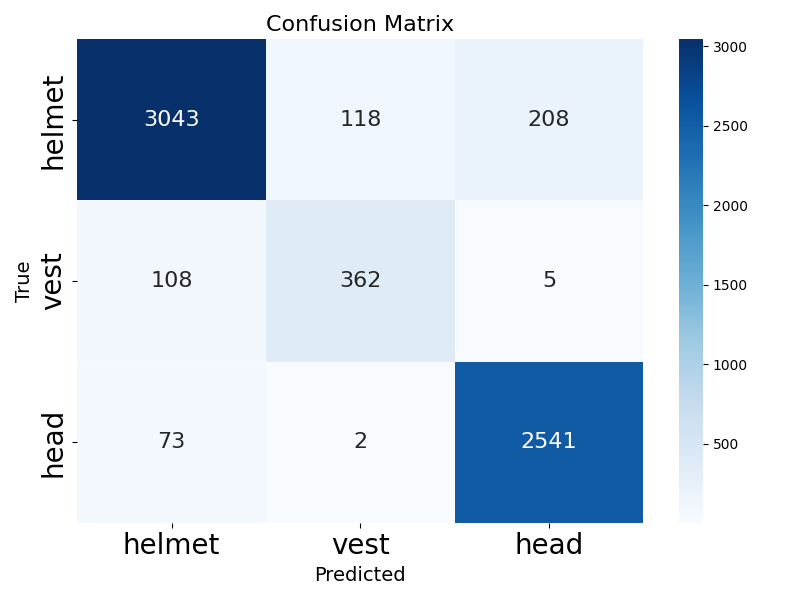 Confusion Matrix
True
helmet
3043 118 208
vest
108 362 5
head
73 2 2541
helmet vest head
Predicted
3000
2500
2000
1500
1000
500